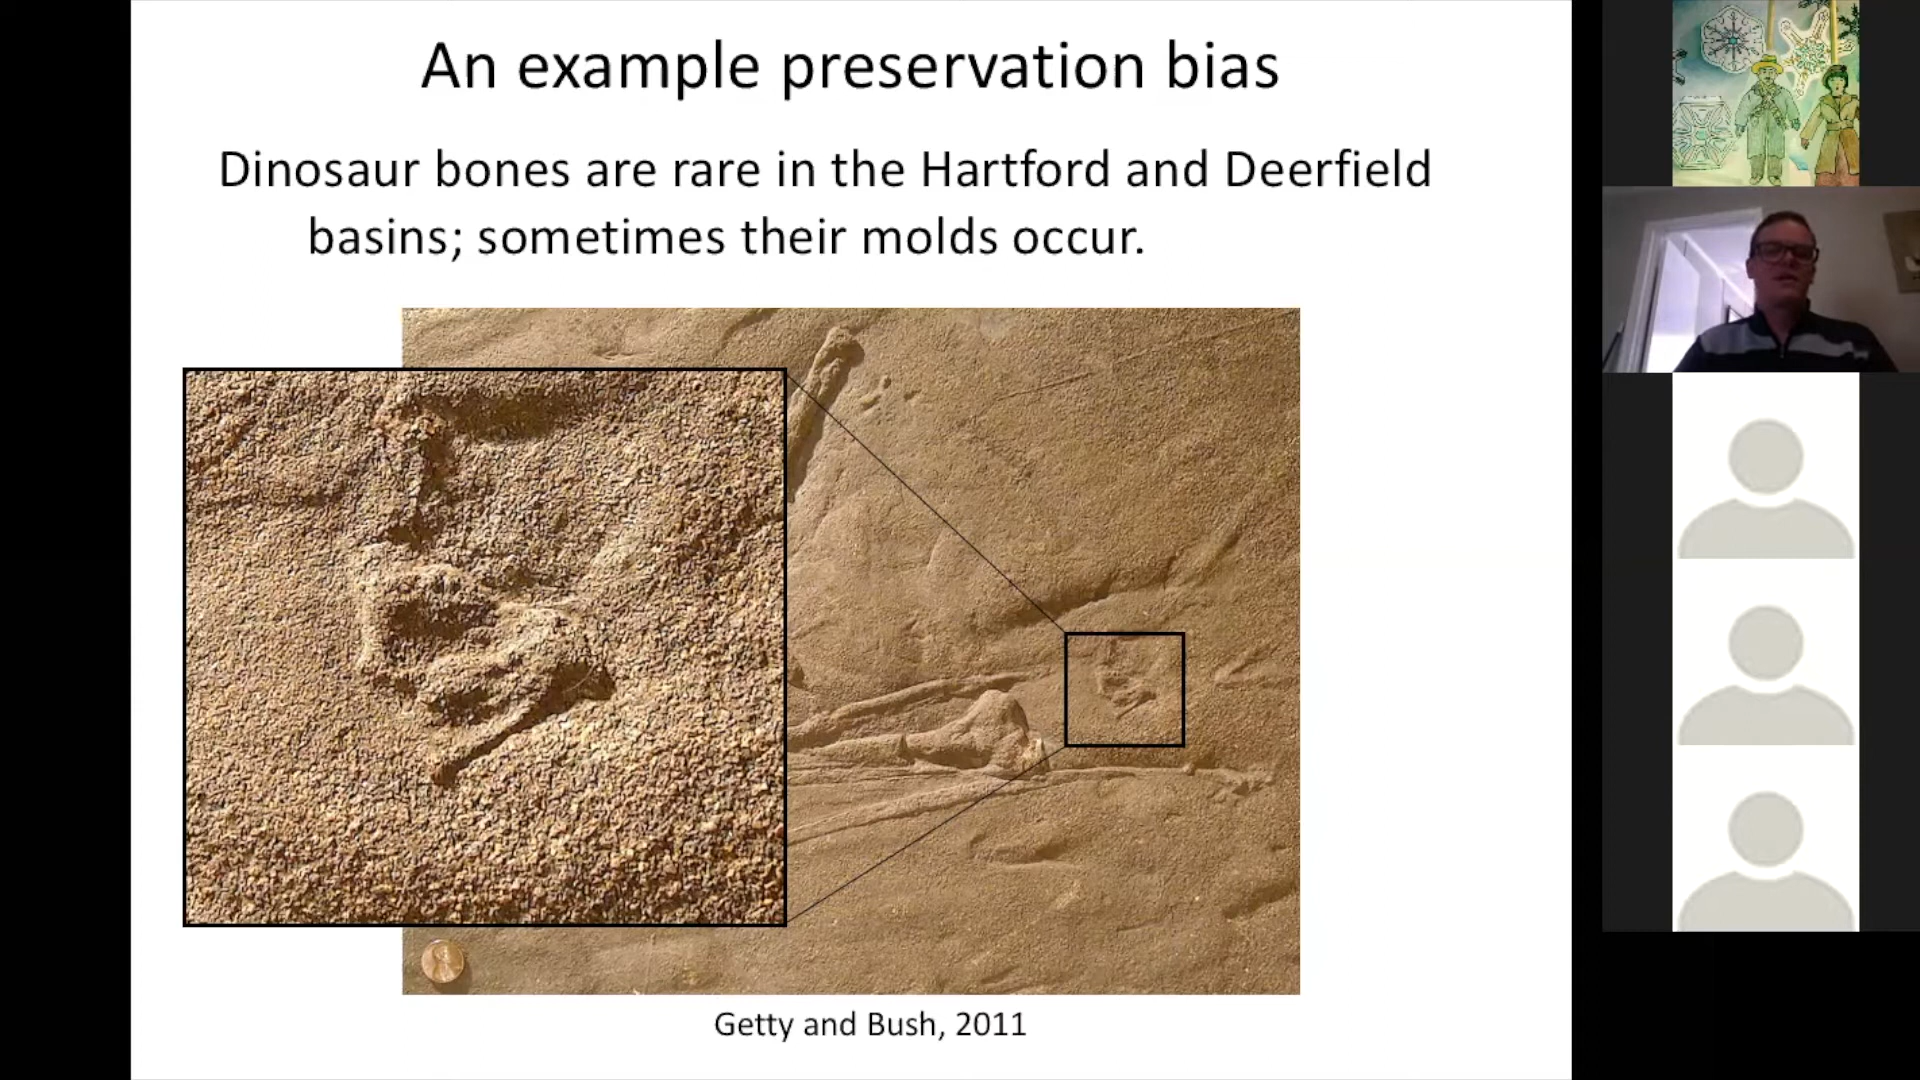 An example preservation bias
Dinosaur bones are rare in the Hartford and Deerfield
basins; sometimes their molds occur.
Getty and Bush, 2011